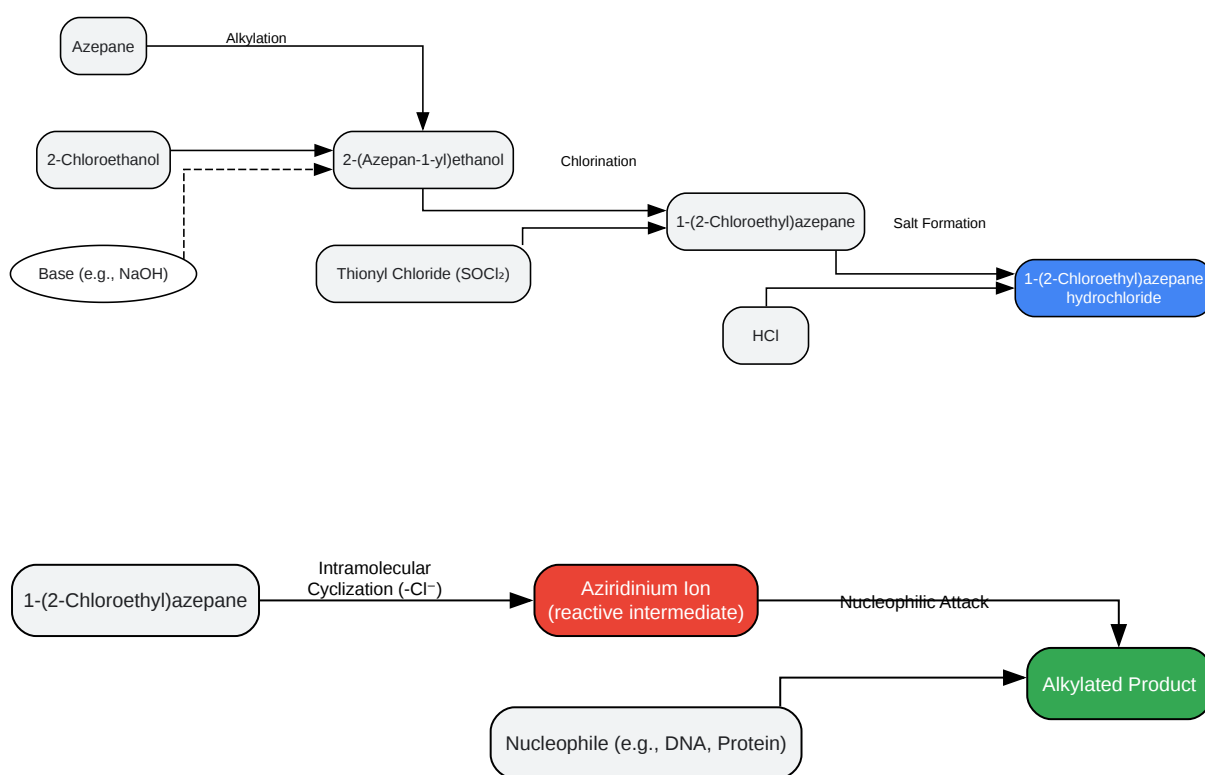 Azepane
Alkylation
2-Chloroethanol
2-(Azepan-1-yl)ethanol
Chlorination
Base (e.g., NaOH)
Thionyl Chloride (SOCl₂)
1-(2-Chloroethyl)azepane
Salt Formation
HCl
1-(2-Chloroethyl)azepane
hydrochloride
1-(2-Chloroethyl)azepane
Intramolecular
Cyclization (-Cl⁻)
Aziridinium Ion
(reactive intermediate)
Nucleophilic Attack
Nucleophile (e.g., DNA, Protein)
Alkylated Product